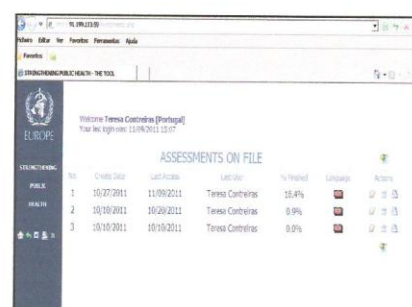 Ficheiro Editar Ver Favoritos Ferramentas Ajuda
Favoritos
STRENGTHENING PUBLIC HEALTH - THE TOOL
EUROPE
STRENGTHENING
PUBLIC
HEALTH
Welcome Teresa Contreiras [Portugal]
Your last login was: 11/09/2011
ASSESSMENTS ON FILE
No. Create Date Last Access Last User % Finished Language Actions
1 10/27/2011 11/09/2011 Teresa Contreiras 16.4%
2 10/18/2011 10/20/2011 Teresa Contreiras 0.9%
3 10/10/2011 10/10/2011 Teresa Contreiras 0.0%